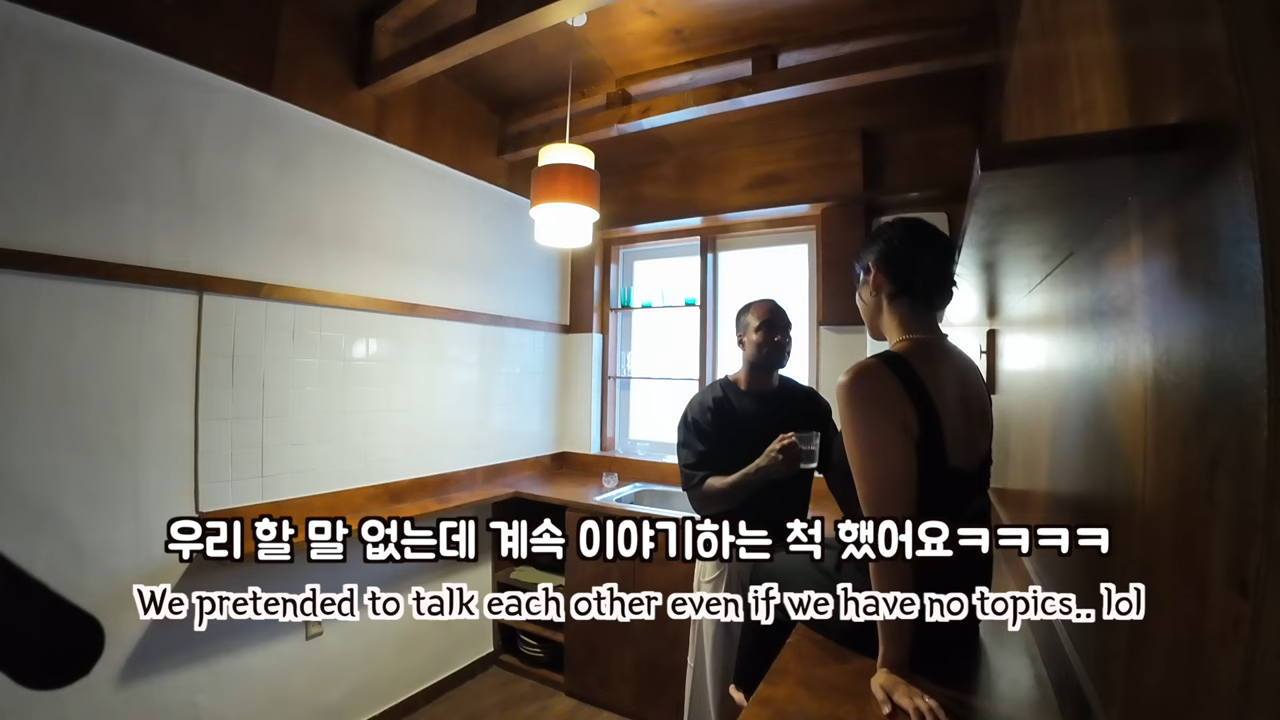 우리 할 말 없는데 계속 이야기하는 척 했어요ㅋㅋㅋㅋ
We pretended to talk each other even if we have no topics.. lol